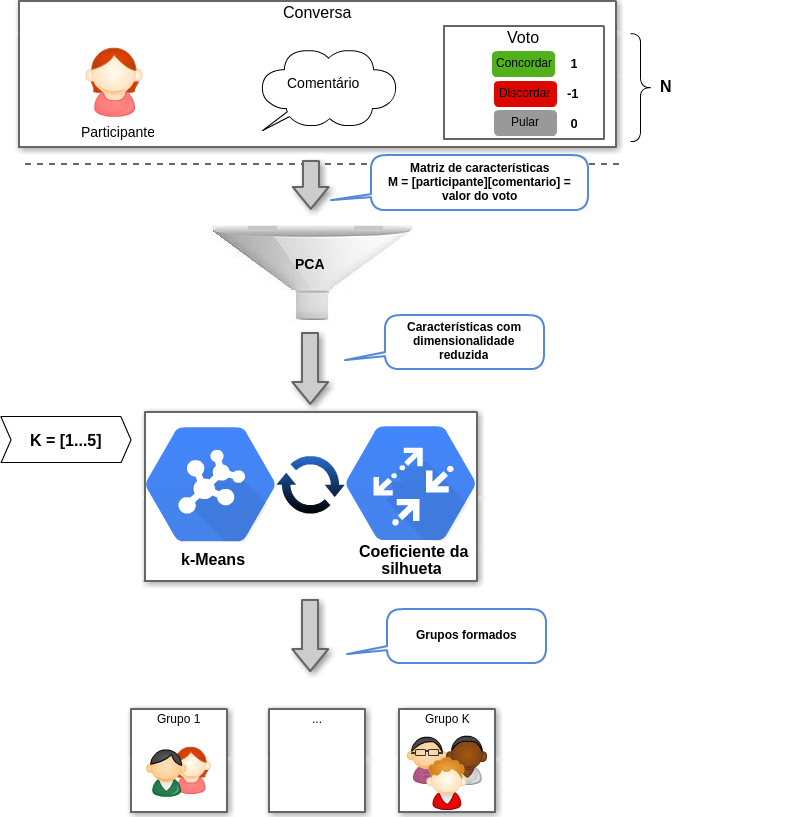 Conversa
Participante
Comentário
Voto
Concordar 1
Discordar -1
Pular 0
N
Matriz de características
M = [participante][comentario] =
valor do voto
PCA
Características com
dimensionalidade
reduzida
K = [1...5]
k-Means
Coeficiente da
silhueta
Grupos formados
Grupo 1
...
Grupo K